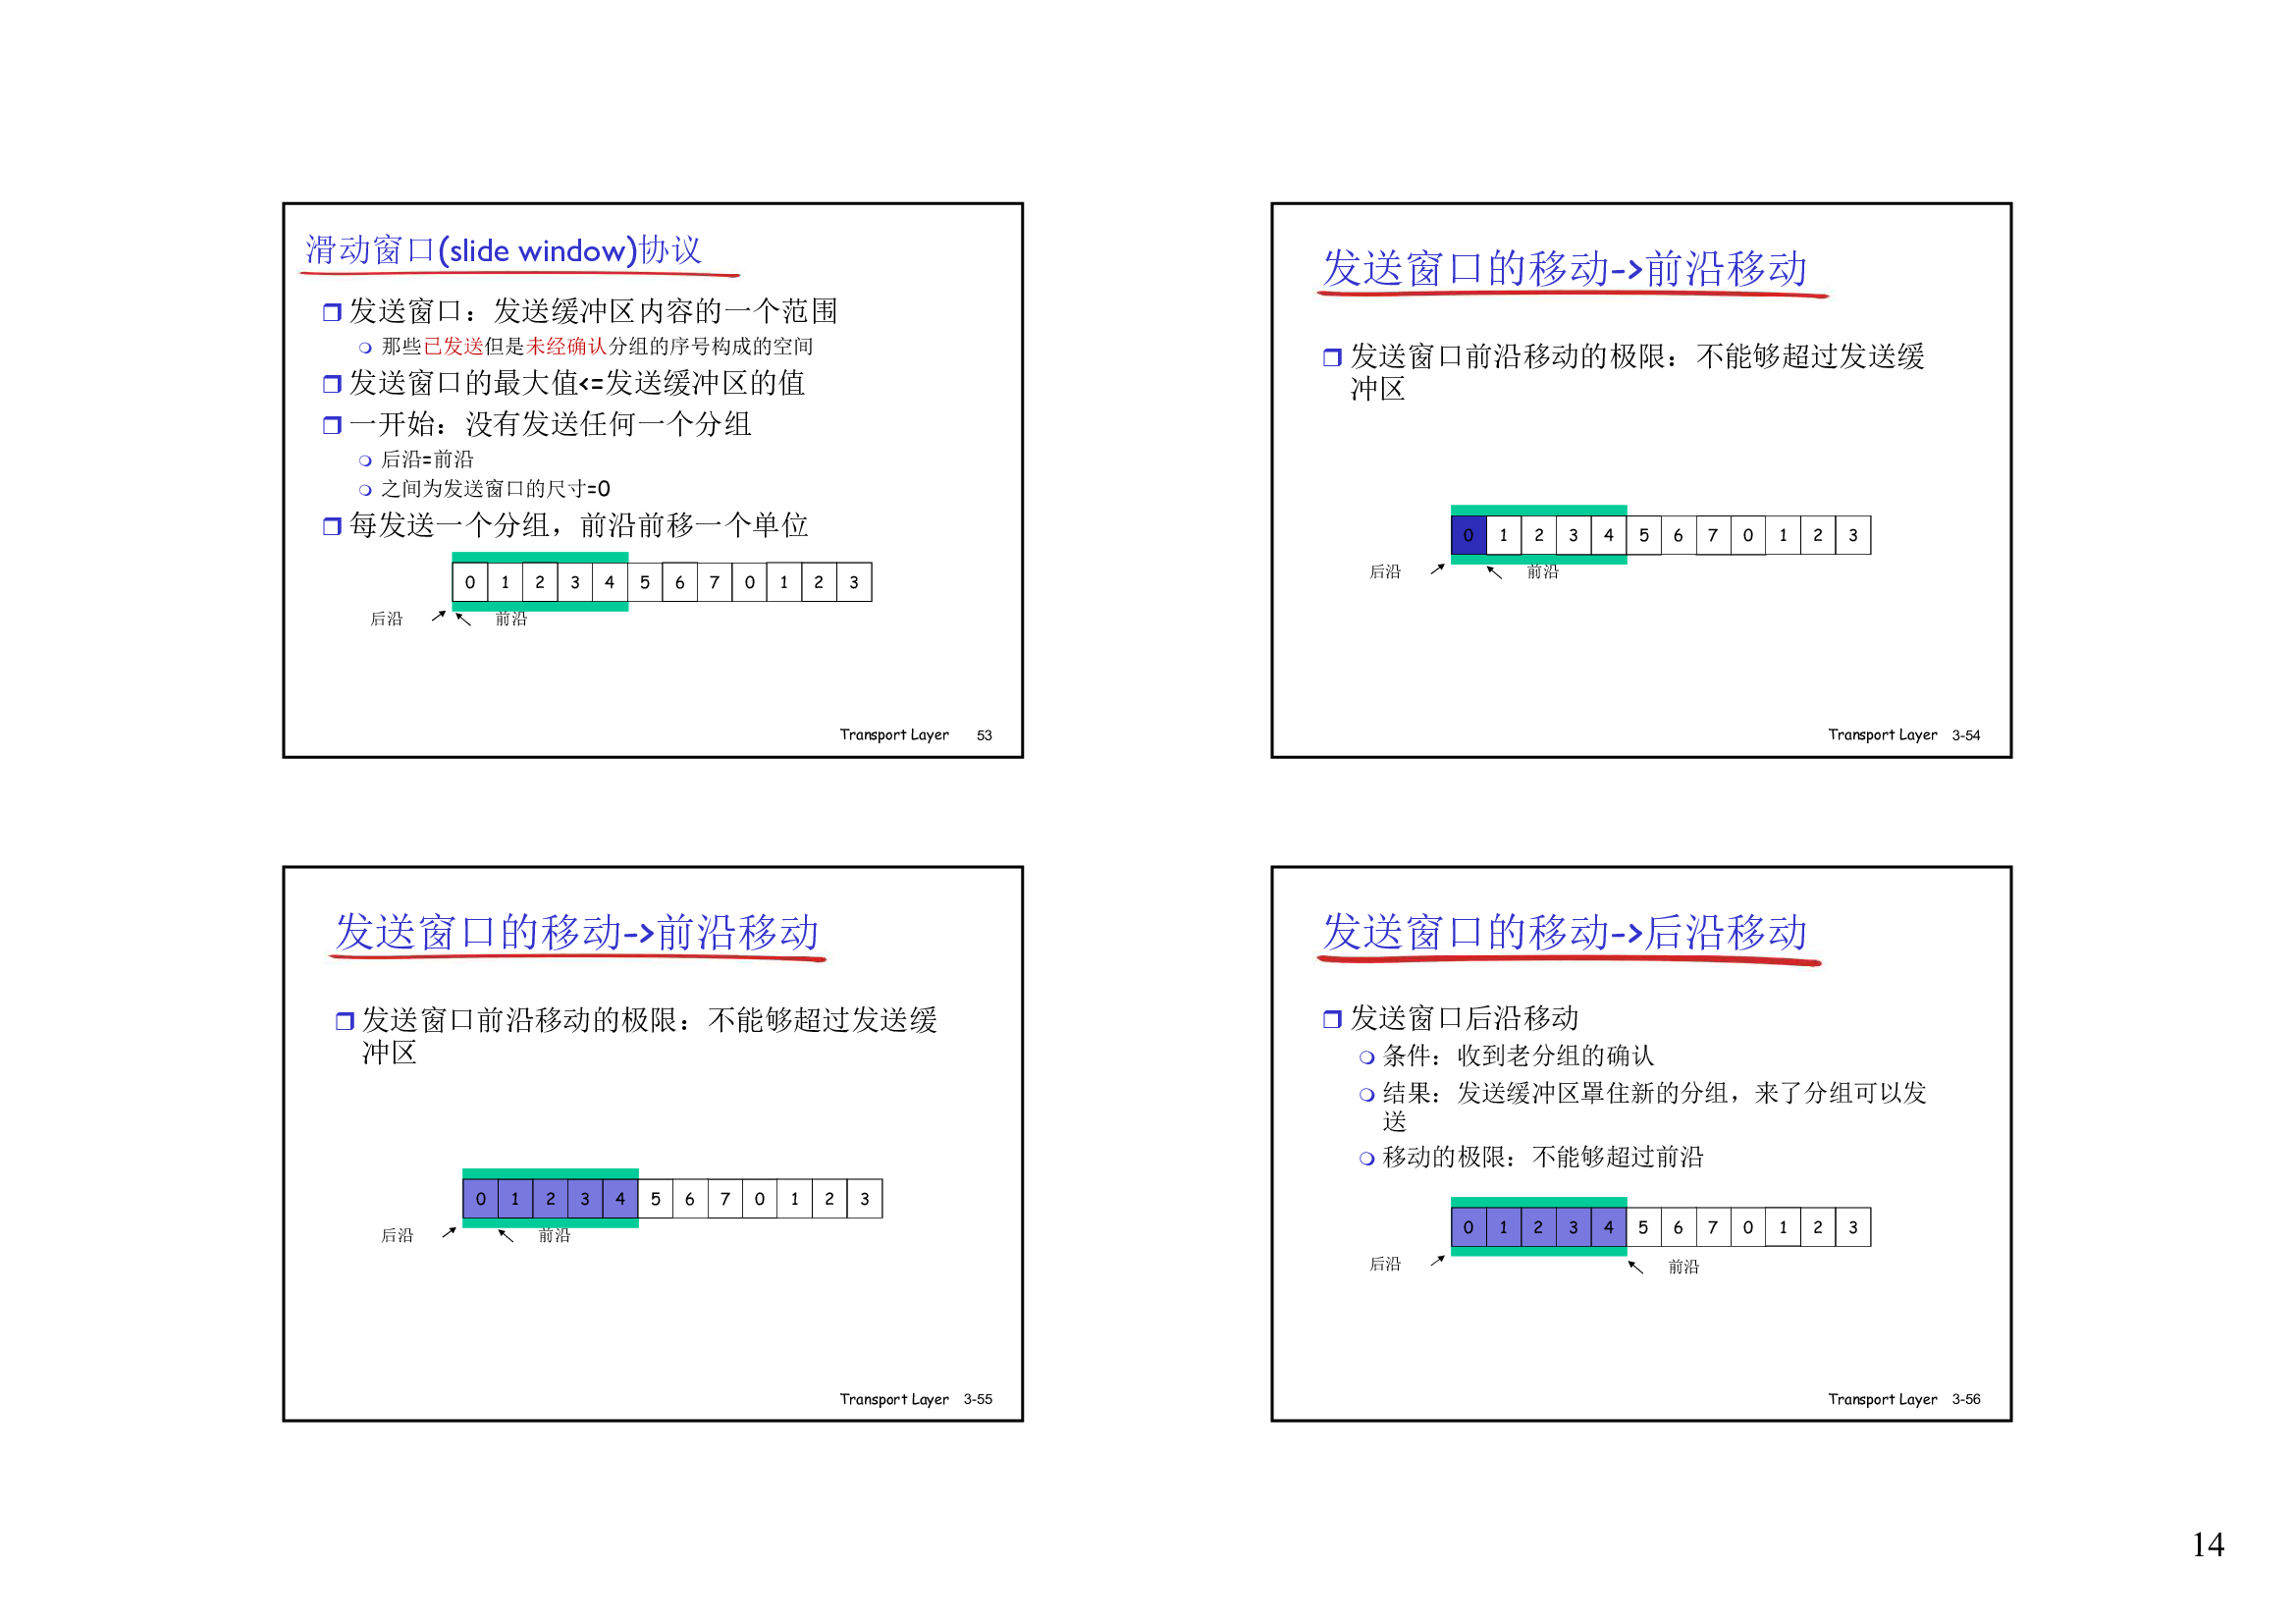 滑动窗口(slide window)协议
发送窗口：发送缓冲区内容的一个范围
那些已发送但是未经确认分组的序号构成的空间
发送窗口的最大值<=发送缓冲区的值
一开始：没有发送任何一个分组
后沿=前沿
之间为发送窗口的尺寸=0
每发送一个分组，前沿前移一个单位
0 1 2 3 4 5 6 7 0 1 2 3
后沿 前沿
Transport Layer 53
发送窗口的移动->前沿移动
发送窗口前沿移动的极限：不能够超过发送缓
冲区
0 1 2 3 4 5 6 7 0 1 2 3
后沿 前沿
Transport Layer 3-54
发送窗口的移动->前沿移动
发送窗口前沿移动的极限：不能够超过发送缓
冲区
0 1 2 3 4 5 6 7 0 1 2 3
后沿 前沿
Transport Layer 3-55
发送窗口的移动->后沿移动
发送窗口后沿移动
条件：收到老分组的确认
结果：发送缓冲区罩住新的分组，来了分组可以发
送
移动的极限：不能够超过前沿
0 1 2 3 4 5 6 7 0 1 2 3
后沿 前沿
Transport Layer 3-56
14